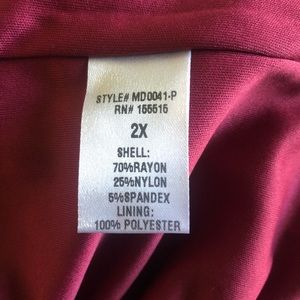 STYLE# MD0041-P
RN# 155515
2X
SHELL:
70%RAYON
25%NYLON
5%SPANDEX
LINING:
100% POLYESTER